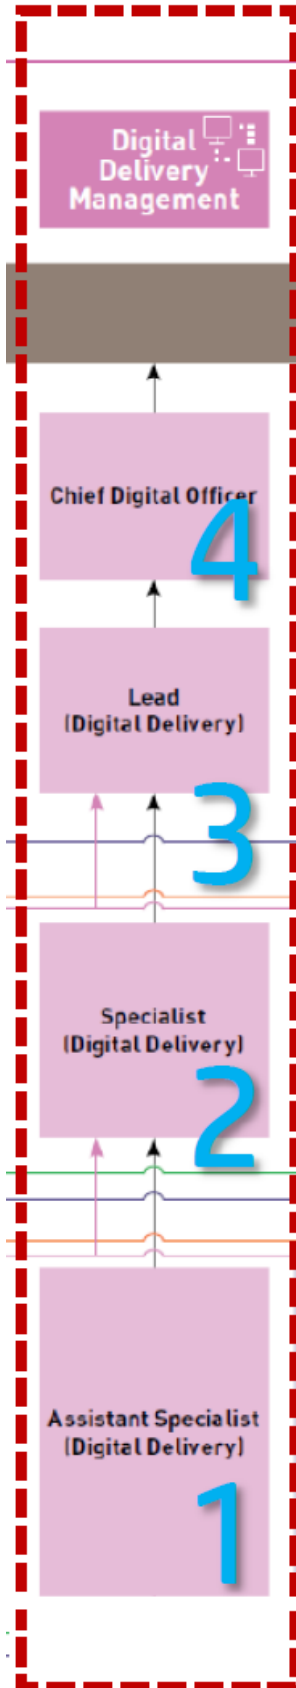 Digital
Delivery
Management
Chief Digital Officer
4
Lead
(Digital Delivery)
3
Specialist
(Digital Delivery)
2
Assistant Specialist
(Digital Delivery)
1